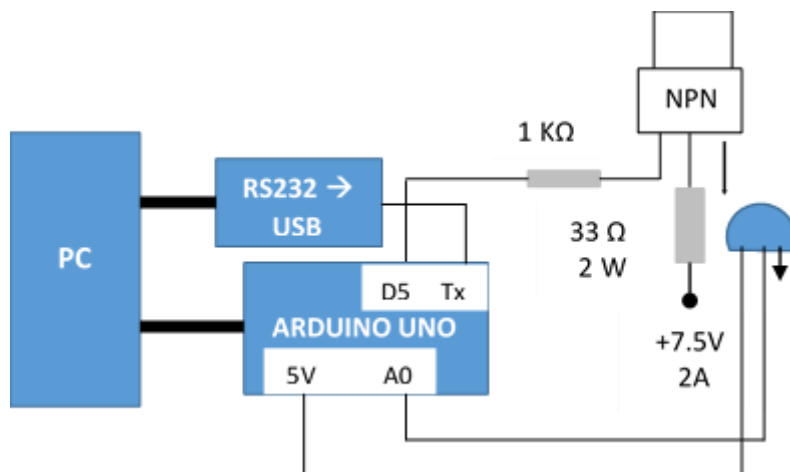 NPN
1 KΩ
RS232 →
USB
PC
33 Ω
2 W
D5 Tx
ARDUINO UNO
+7.5V
2A
5V A0